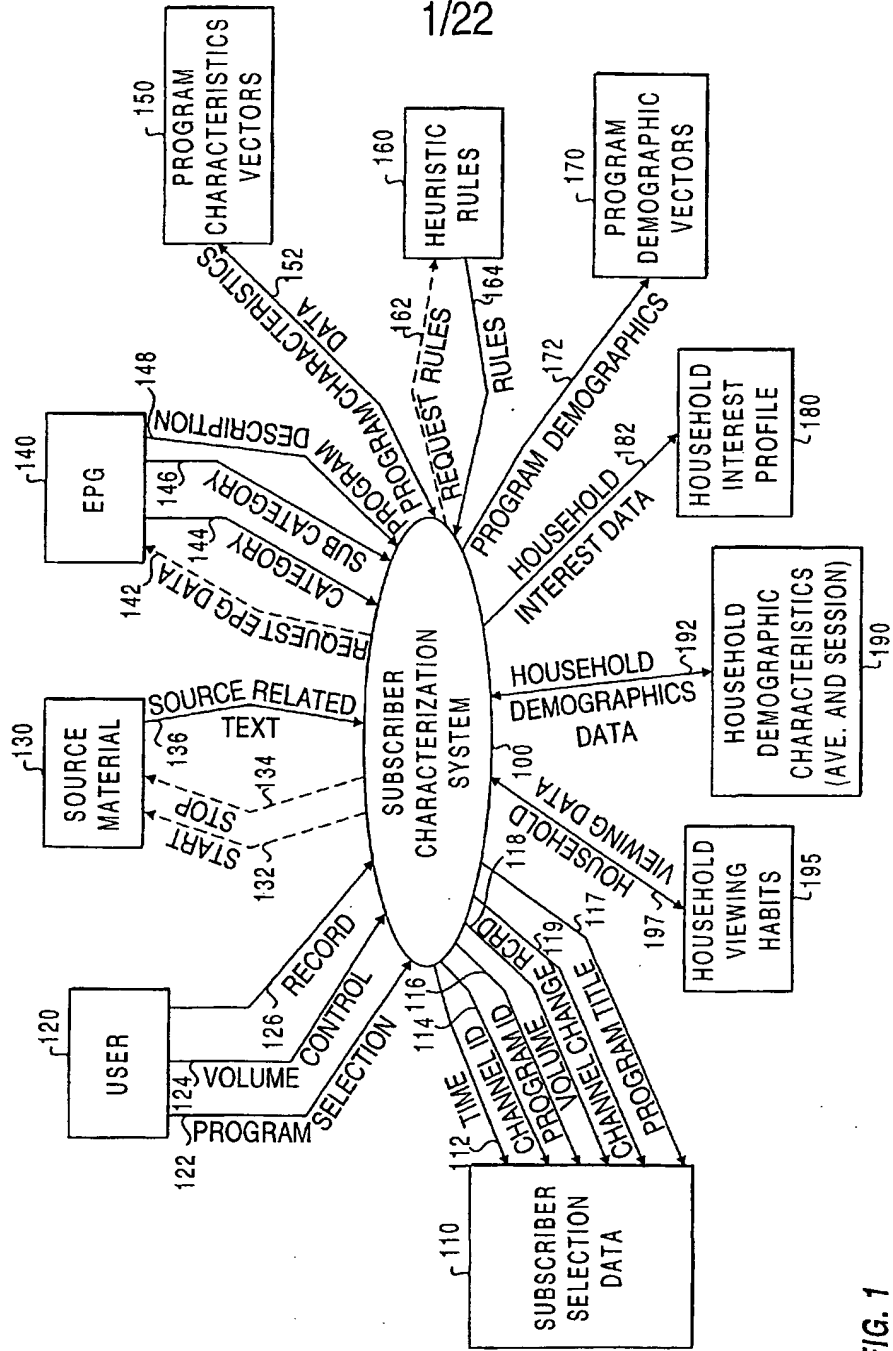 1/22
120
USER
122
PROGRAM
SELECTION
124
VOLUME
CONTROL
126
RECORD
130
SOURCE
MATERIAL
START
132
STOP
134
136
SOURCE RELATED
TEXT
140
EPG
142
REQUEST EPG DATA
144
CATEGORY
146
SUB CATEGORY
148
PROGRAM
DESCRIPTION
150
PROGRAM
CHARACTERISTICS
VECTORS
PROGRAM CHARACTERISTICS
DATA
152
160
HEURISTIC
RULES
162
REQUEST RULES
RULES
164
170
PROGRAM
DEMOGRAPHIC
VECTORS
PROGRAM DEMOGRAPHICS
172
SUBSCRIBER
CHARACTERIZATION
SYSTEM
100
HOUSEHOLD
INTEREST DATA
182
HOUSEHOLD
INTEREST
PROFILE
180
HOUSEHOLD
DEMOGRAPHICS
DATA
192
HOUSEHOLD
DEMOGRAPHIC
CHARACTERISTICS
(AVE. AND SESSION)
190
HOUSEHOLD
VIEWING DATA
197
HOUSEHOLD
VIEWING
HABITS
195
110
SUBSCRIBER
SELECTION
DATA
112
TIME
114
CHANNEL ID
116
PROGRAM ID
118
VOLUME CHANGE RCRD
119
CHANNEL CHANGE
117
PROGRAM TITLE
FIG. 1